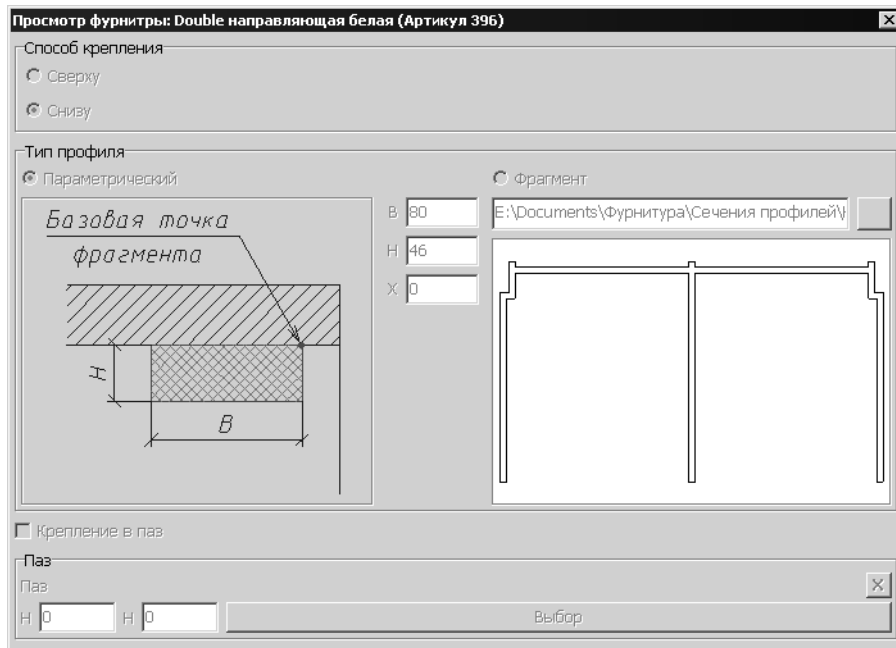 Просмотр фурнитры: Double направляющая белая (Артикул 396)
Способ крепления
Сверху
Снизу
Тип профиля
Параметрический
Фрагмент
Базовая точка
фрагмента
H
B
B 80
H 46
X 0
E:\Documents\Фурнитура\Сечения профилей\
Крепление в паз
Паз
Паз
X
H 0
H 0
Выбор